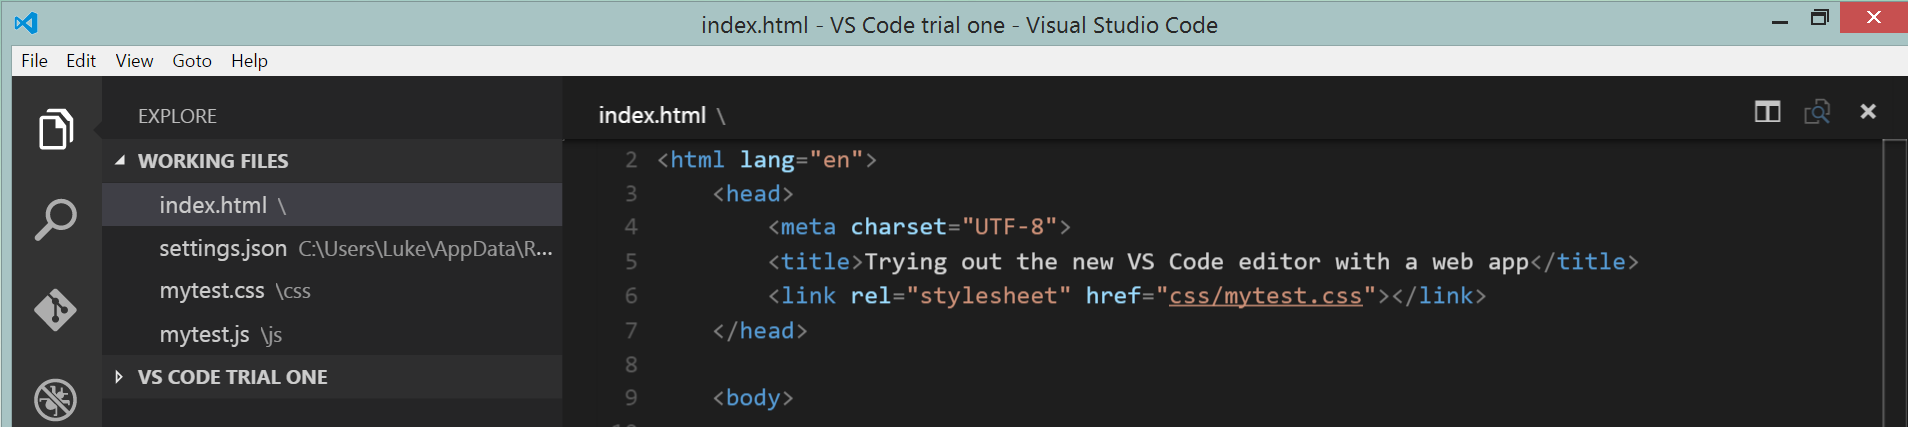 index.html - VS Code trial one - Visual Studio Code
File Edit View Goto Help
EXPLORE
WORKING FILES
index.html \
settings.json C:\Users\Luke\AppData\R...
mytest.css \css
mytest.js \js
VS CODE TRIAL ONE
index.html \
2 <html lang="en">
3 <head>
4 <meta charset="UTF-8">
5 <title>Trying out the new VS Code editor with a web app</title>
6 <link rel="stylesheet" href="css/mytest.css"></link>
7 </head>
8
9 <body>